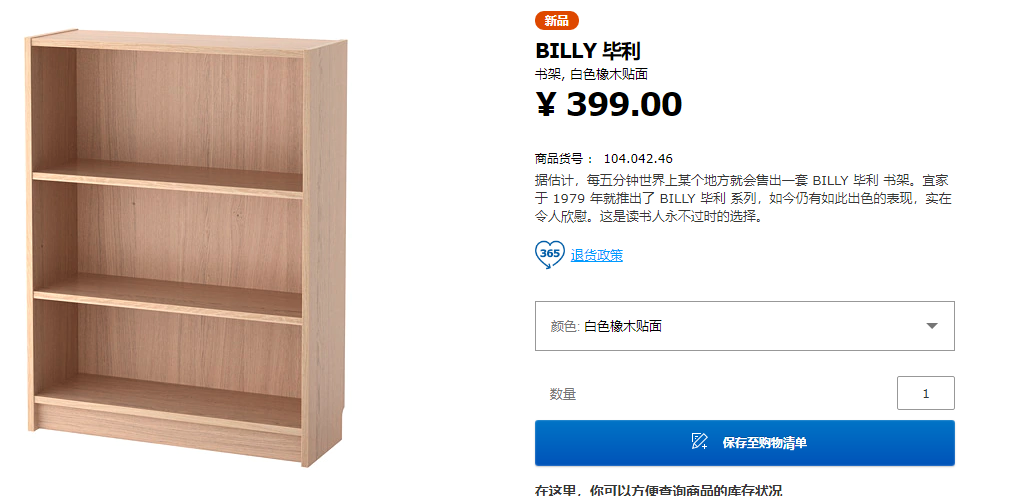 新品
BILLY 毕利
书架, 白色橡木贴面
¥ 399.00
商品货号： 104.042.46
据估计，每五分钟世界上某个地方就会售出一套 BILLY 毕利 书架。宜家
于 1979 年就推出了 BILLY 毕利 系列，如今仍有如此出色的表现，实在
令人欣慰。这是读书人永不过时的选择。
365
退货政策
颜色: 白色橡木贴面
数量
1
保存至购物清单
在这里，你可以方便查询商品的库存状况